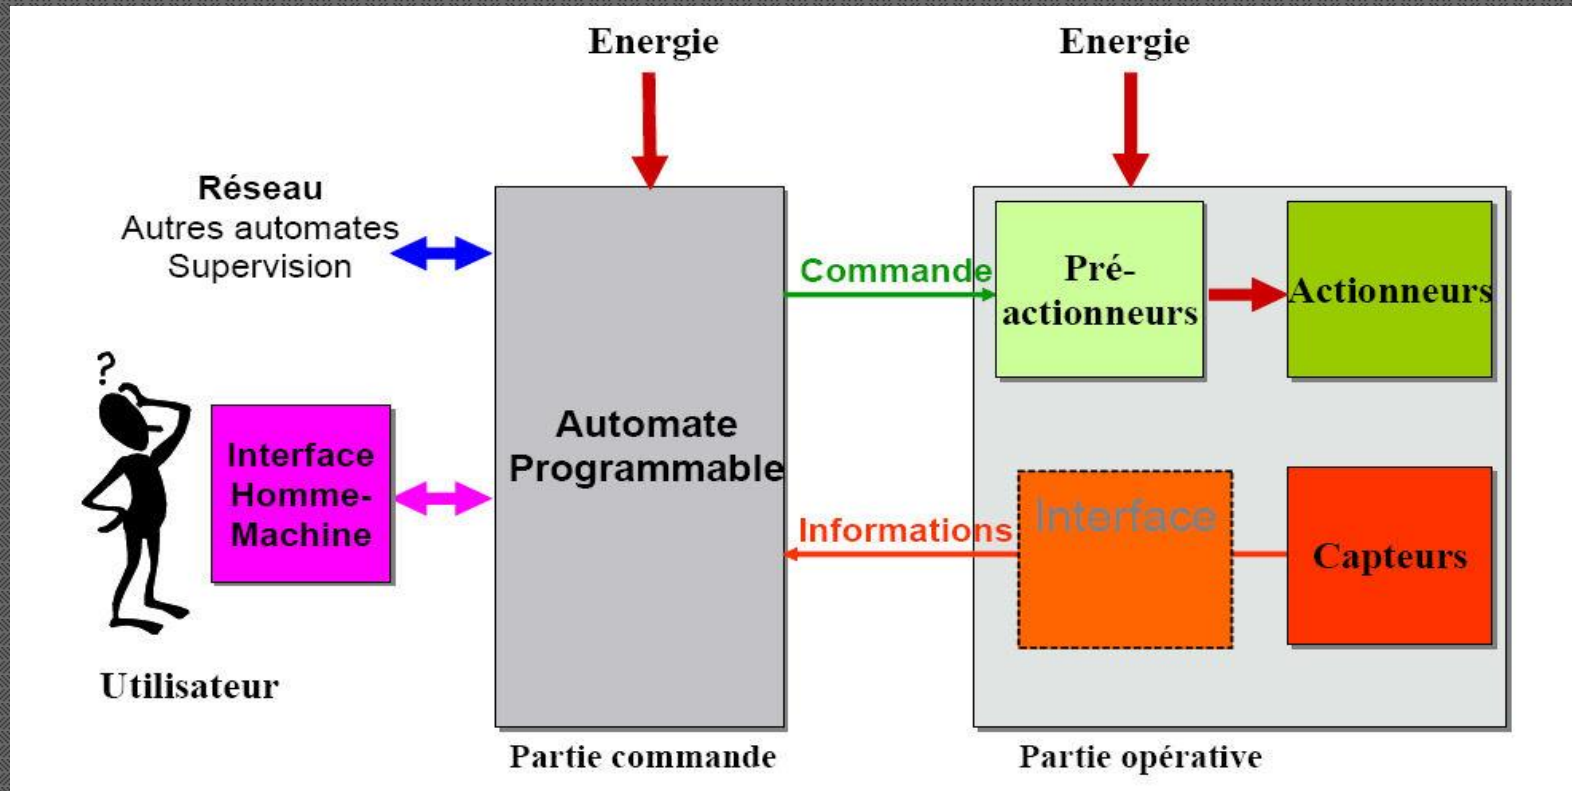 Energie
Energie
Réseau
Autres automates
Supervision
Commande
Pré-
actionneurs
Actionneurs
?
Interface
Homme-
Machine
Automate
Programmable
Informations
Interface
Capteurs
Utilisateur
Partie commande
Partie opérative